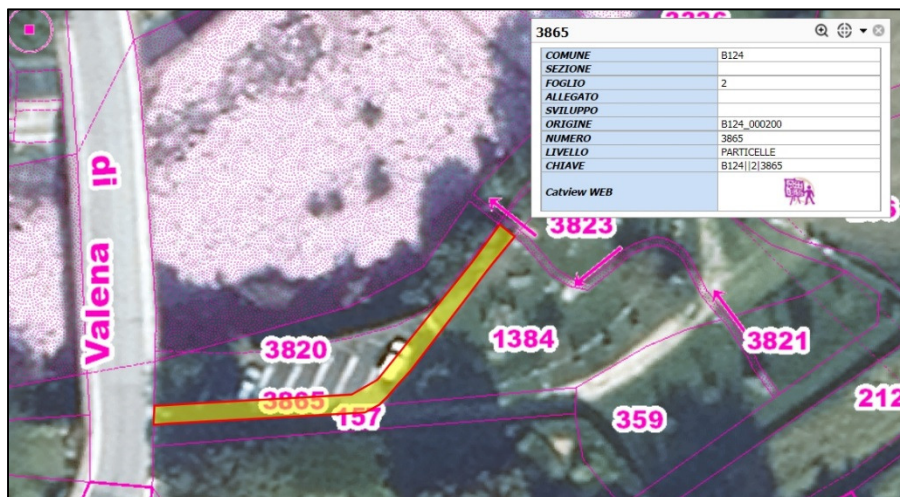 3865
COMUNE B124
SEZIONE
FOGLIO 2
ALLEGATO
SVILUPPO
ORIGINE B124_000200
NUMERO 3865
LIVELLO PARTICELLE
CHIAVE B124||2|3865
Catview WEB
3823
di
Valena
3820
1384
3821
3865
157
359
212